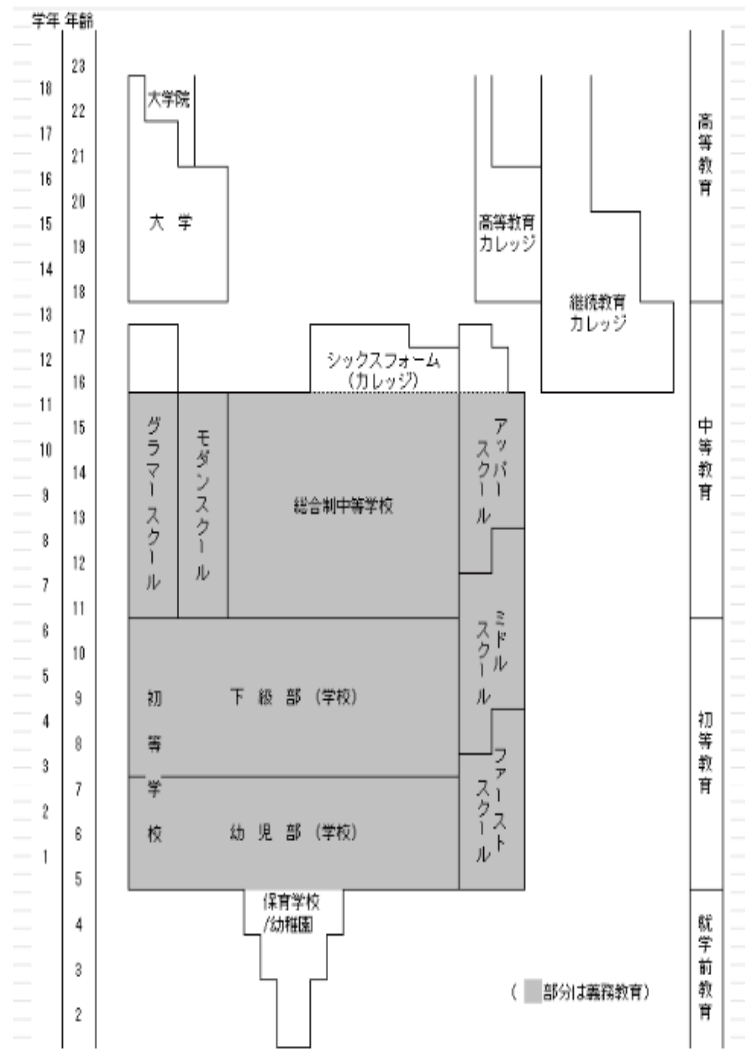 学年 年齢
23
18
22
17
21
16
20
15
19
14
18
13
17
12
16
11
15
10
14
9
13
8
12
7
11
6
10
5
9
4
8
3
7
2
6
1
5
4
3
2
大学院
大学
高等教育
カレッジ
継続教育
カレッジ
シックスフォーム
(カレッジ)
グラマースクール
モダンスクール
総合制中等学校
アッパー
スクール
ミドル
スクール
ファースト
スクール
初等学校
下級部(学校)
幼児部(学校)
保育学校
/幼稚園
高等教育
中等教育
初等教育
就学前教育
( 部分は義務教育)